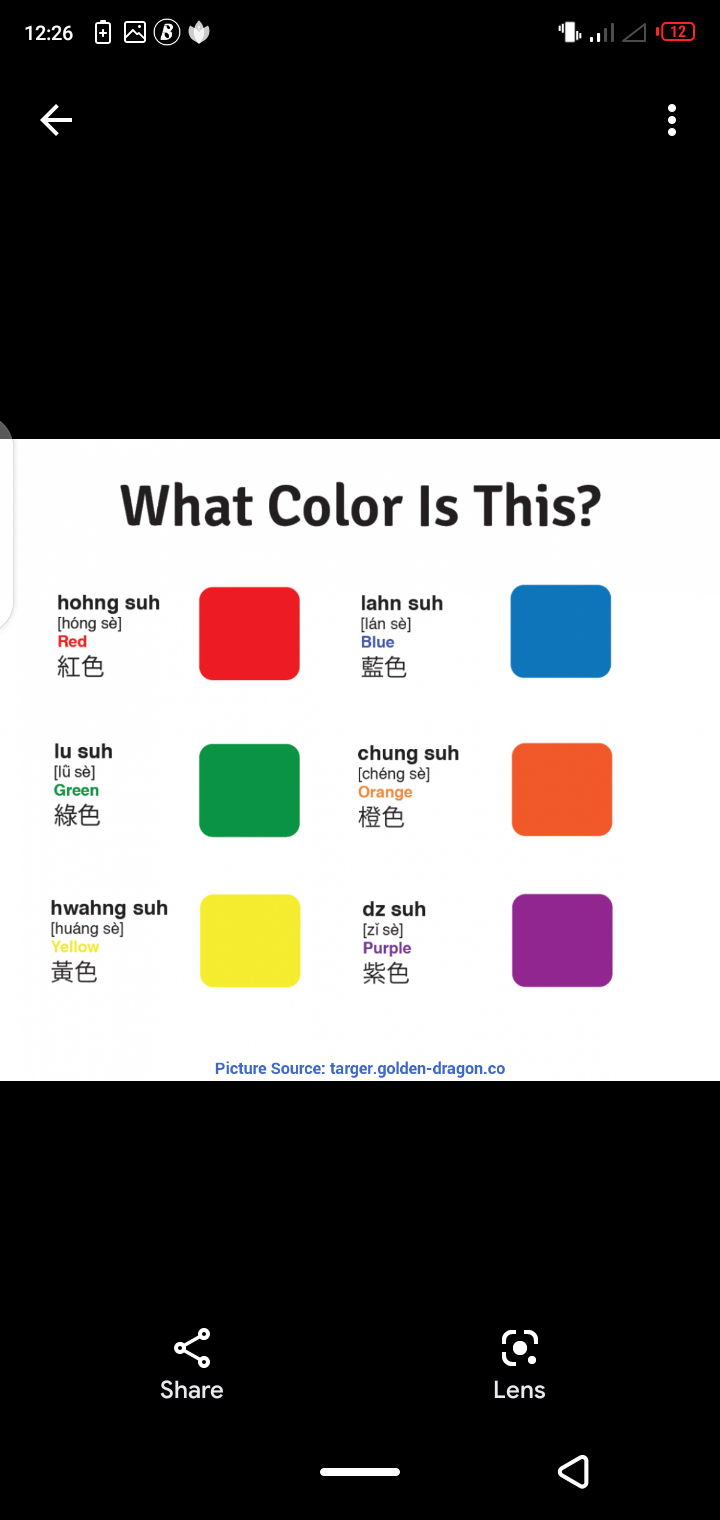 12:26
12
What Color Is This?
hohng suh
[hóng sè]
Red
紅色
lahn suh
[lán sè]
Blue
藍色
lu suh
[lǜ sè]
Green
綠色
chung suh
[chéng sè]
Orange
橙色
hwahng suh
[huáng sè]
Yellow
黃色
dz suh
[zǐ sè]
Purple
紫色
Picture Source: targer.golden-dragon.co
Share
Lens